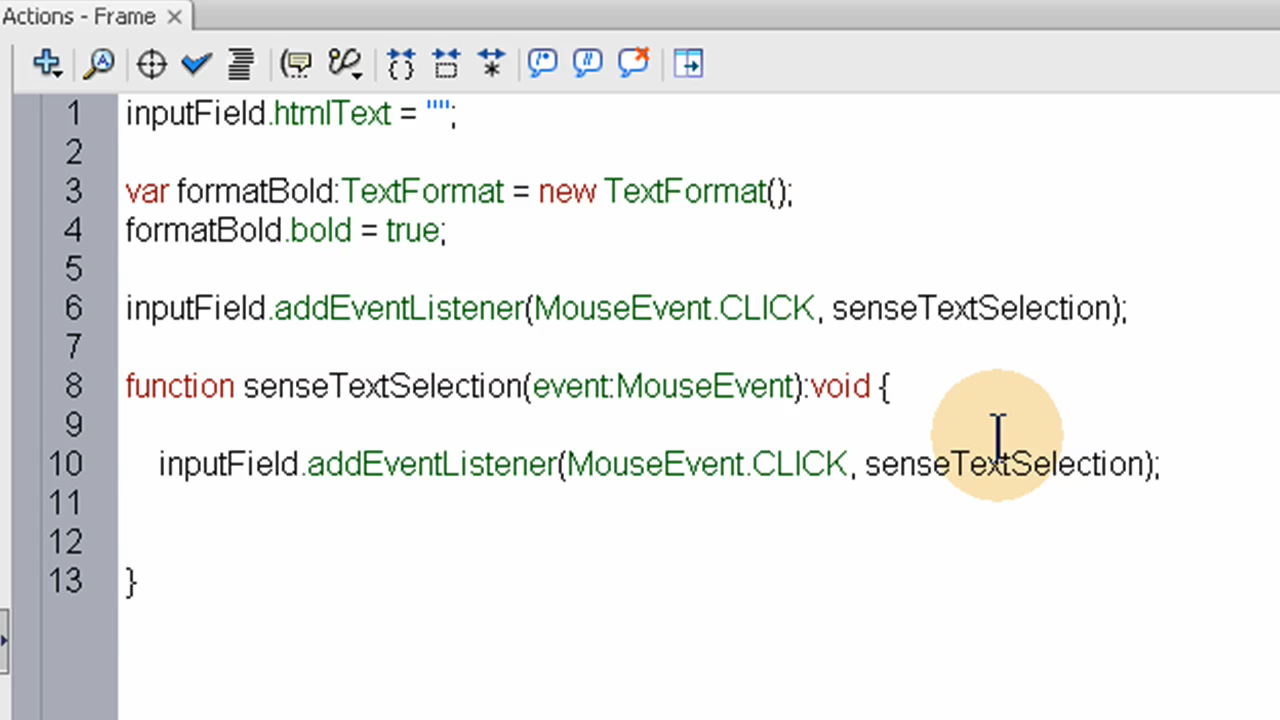 Actions - Frame
1 inputField.htmlText = "";
2
3 var formatBold:TextFormat = new TextFormat();
4 formatBold.bold = true;
5
6 inputField.addEventListener(MouseEvent.CLICK, senseTextSelection);
7
8 function senseTextSelection(event:MouseEvent):void {
9
10 inputField.addEventListener(MouseEvent.CLICK, senseTextSelection);
11
12
13 }